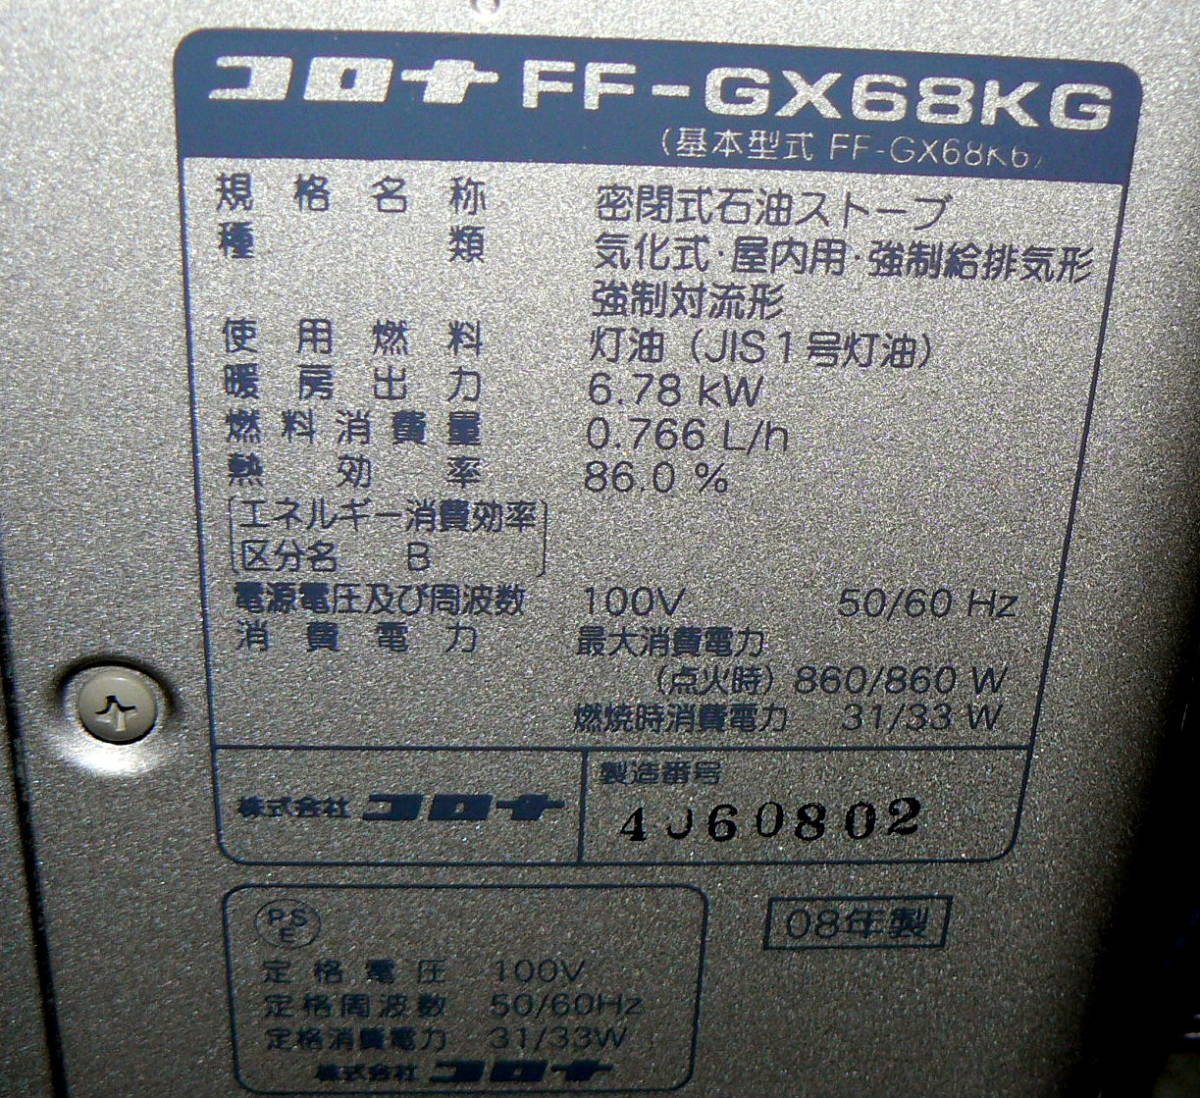 コロナ FF-GX68KG
(基本型式 FF-GX68K6)
規格名称 密閉式石油ストーブ
種類 気化式・屋内用・強制給排気形
強制対流形
使用燃料 灯油(JIS1号灯油)
暖房出力 6.78 kW
燃料消費量 0.766 L/h
熱効率 86.0 %
[エネルギー消費効率
区分名 B]
電源電圧及び周波数 100V 50/60 Hz
消費電力 最大消費電力
(点火時) 860/860 W
燃焼時消費電力 31/33 W
株式会社 コロナ
製造番号
4J60802
PSE
定格電圧 100V
定格周波数 50/60Hz
定格消費電力 31/33W
株式会社 コロナ
08年製